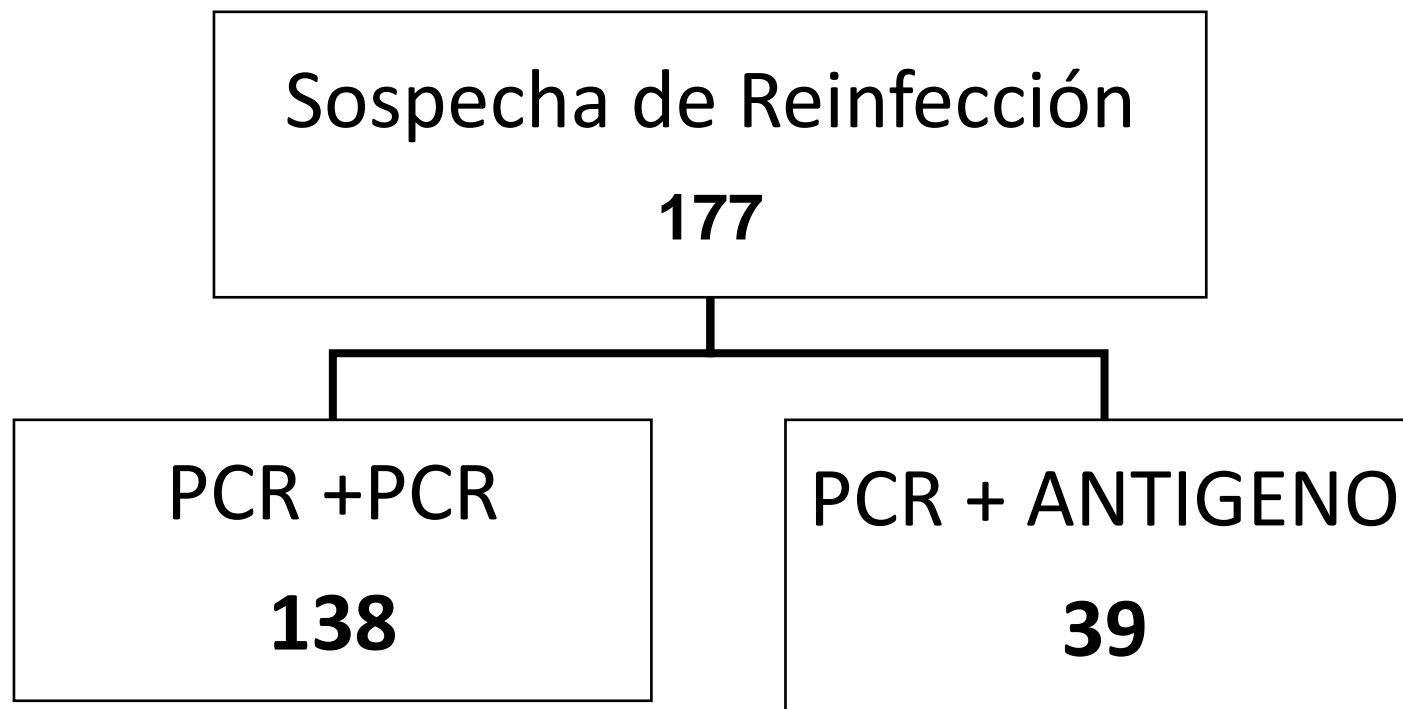 Sospecha de Reinfección
177
PCR +PCR
138
PCR + ANTIGENO
39